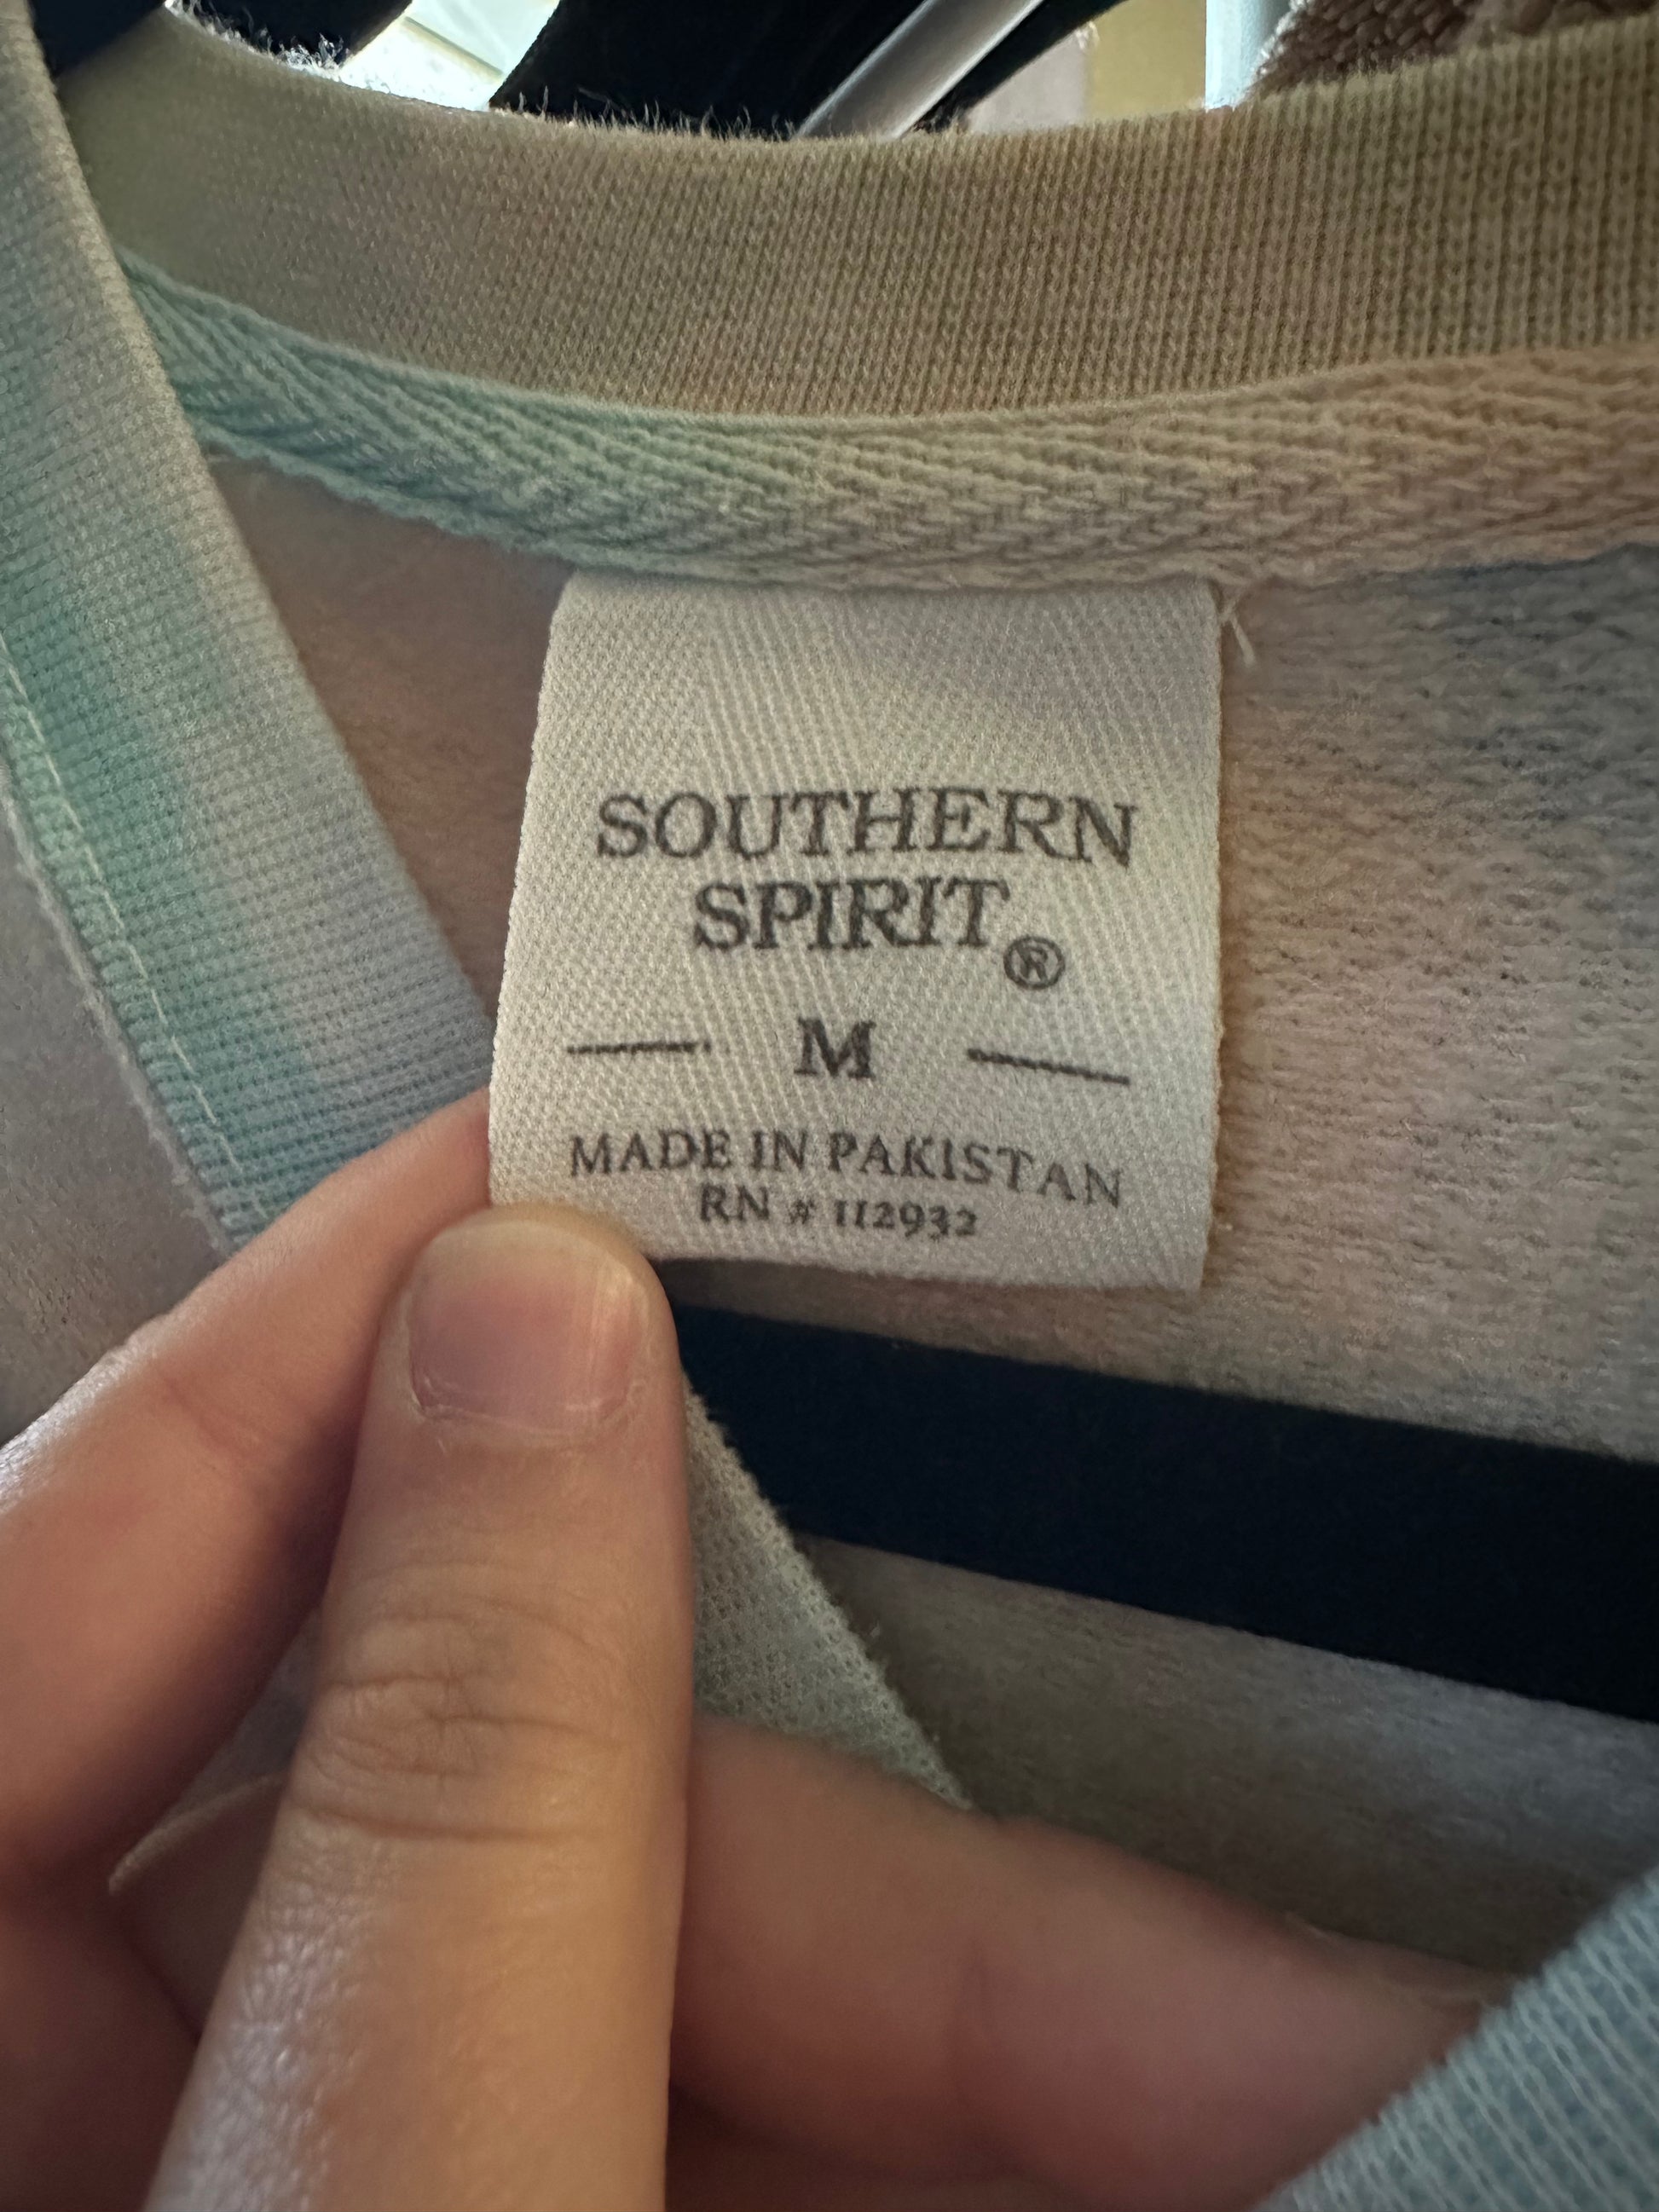 SOUTHERN
SPIRIT®
— M —
MADE IN PAKISTAN
RN # 112932